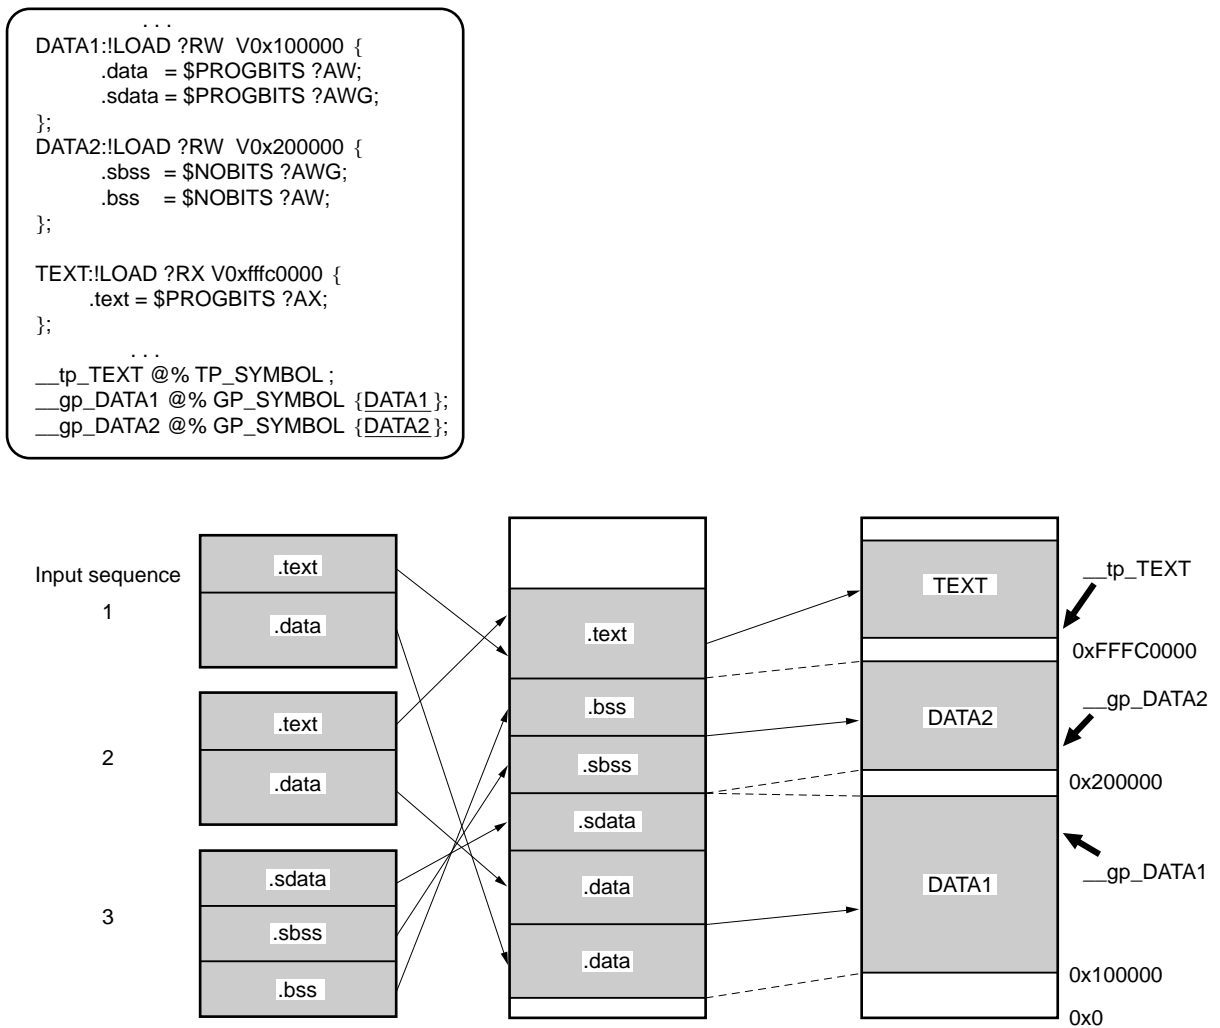 . . .
DATA1:!LOAD ?RW V0x100000 {
.data = $PROGBITS ?AW;
.sdata = $PROGBITS ?AWG;
};
DATA2:!LOAD ?RW V0x200000 {
.sbss = $NOBITS ?AWG;
.bss = $NOBITS ?AW;
};
TEXT:!LOAD ?RX V0xfffc0000 {
.text = $PROGBITS ?AX;
};
. . .
__tp_TEXT @% TP_SYMBOL ;
__gp_DATA1 @% GP_SYMBOL {DATA1};
__gp_DATA2 @% GP_SYMBOL {DATA2};
Input sequence
1
.text
.data
2
.text
.data
3
.sdata
.sbss
.bss
.text
.bss
.sbss
.sdata
.data
.data
TEXT
DATA2
DATA1
__tp_TEXT
0xFFFC0000
__gp_DATA2
0x200000
__gp_DATA1
0x100000
0x0